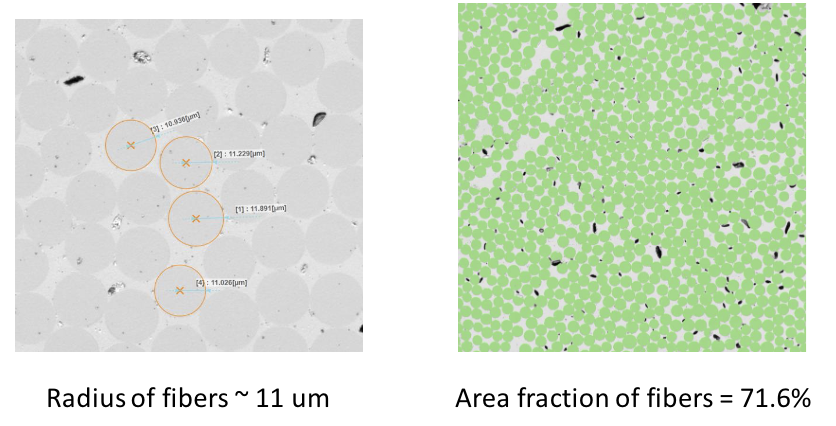 [3] : 10.936[µm]
[2] : 11.229[µm]
[1] : 11.891[µm]
[4] : 11.026[µm]
Radius of fibers ~ 11 um
Area fraction of fibers = 71.6%